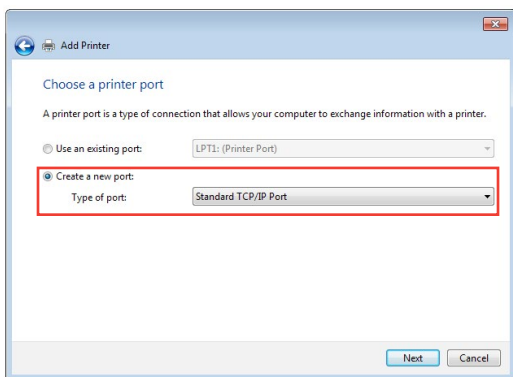 Add Printer
Choose a printer port
A printer port is a type of connection that allows your computer to exchange information with a printer.
Use an existing port: LPT1: (Printer Port)
Create a new port:
Type of port: Standard TCP/IP Port
Next Cancel